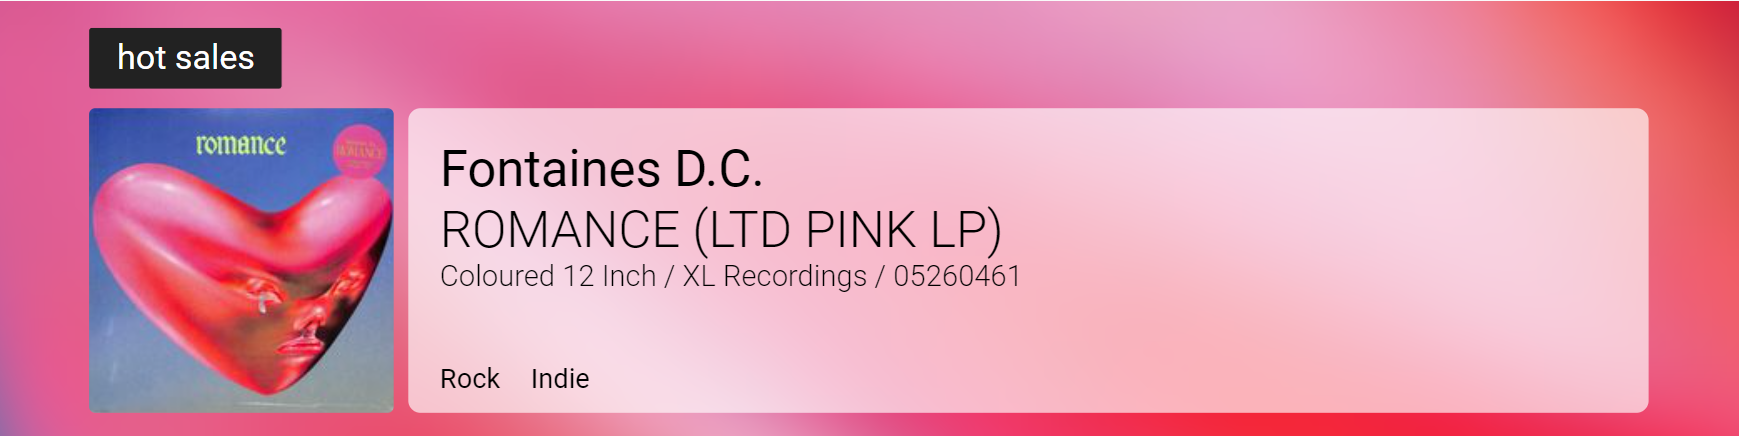 hot sales
romance
ROMANCE
Fontaines D.C.
ROMANCE (LTD PINK LP)
Coloured 12 Inch / XL Recordings / 05260461
Rock Indie